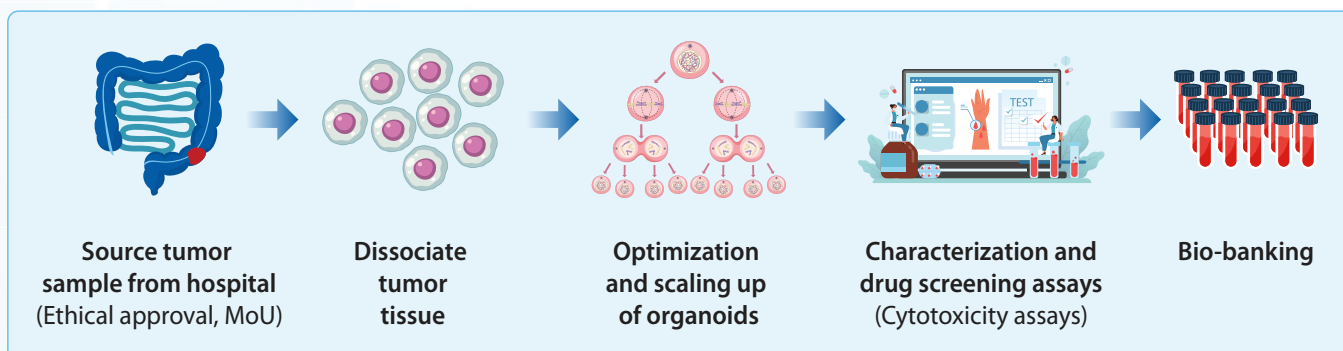 TEST
Source tumor
sample from hospital
(Ethical approval, MoU)
Dissociate
tumor
tissue
Optimization
and scaling up
of organoids
Characterization and
drug screening assays
(Cytotoxicity assays)
Bio-banking